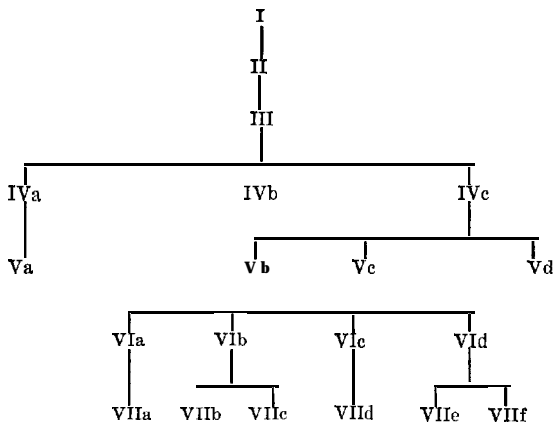 I
II
III
IVa IVb IVc
Va Vb Vc Vd
VIa VIb VIc VId
VIIa VIIb VIIc VIId VIIe VIIf